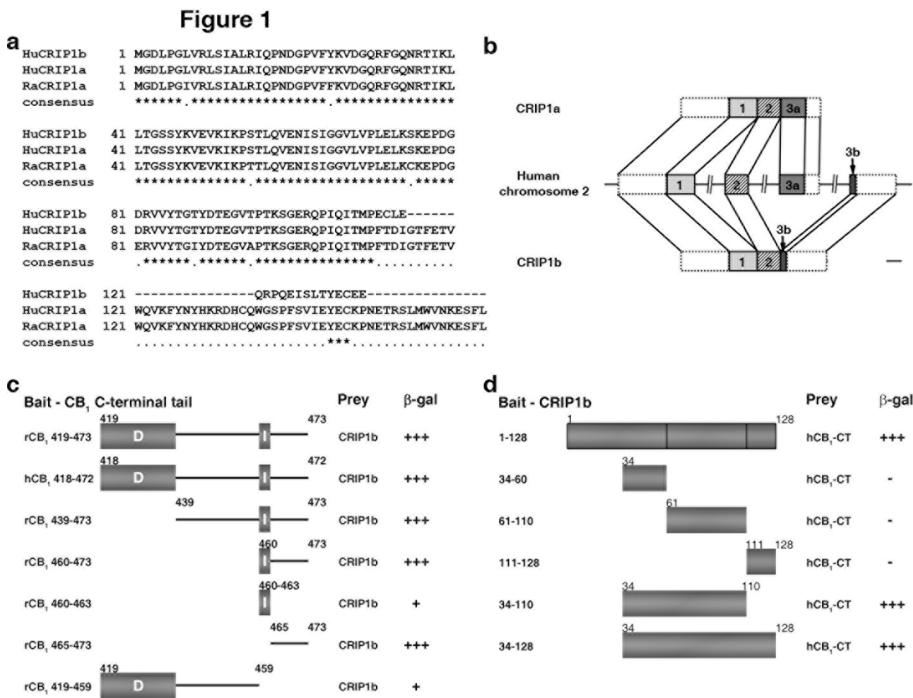 Figure 1
a
HuCRIP1b 1 MGDLPGLVRLSIALRIQPNDGPVFYKVDGQRFGQNRTIKL
HuCRIP1a 1 MGDLPGLVRLSIALRIQPNDGPVFYKVDGQRFGQNRTIKL
RaCRIP1a 1 MGDLPGIVRLSIALRIQPNDGPVFFKVDGQRFGQNRTIKL
consensus ******.*****************.***************
HuCRIP1b 41 LTGSSYKVEVKIKPSTLQVENISIGGVLVPLELKSKEPDG
HuCRIP1a 41 LTGSSYKVEVKIKPSTLQVENISIGGVLVPLELKSKEPDG
RaCRIP1a 41 LTGSSYKVEVKIKPTTLQVENISIGGVLVPLELKCKEPDG
consensus **************.*******************.*****
HuCRIP1b 81 DRVVYTGTYDTEGVTPTKSGERQPIQITMPECLE------
HuCRIP1a 81 DRVVYTGTYDTEGVTPTKSGERQPIQITMPFTDIGTFETV
RaCRIP1a 81 ERVVYTGIYDTEGVAPTKSGERQPIQITMPFTDIGTFETV
consensus .******.******.***************..........
HuCRIP1b 121 --------------QRPQEISLTYECEE--------------
HuCRIP1a 121 WQVKFYNYHKRDHCQWGSPFSVIEYECKPNETRSLMWVNKESFL
RaCRIP1a 121 WQVKFYNYHKRDHCQWGSPFSVIEYECKPNETRSLMWVNKESFL
consensus ........................***.................
b
CRIP1a 1 2 3a
3b
Human
chromosome 2 1 2 3a
3b
CRIP1b 1 2
c
Bait - CB1 C-terminal tail Prey β-gal
419 473
rCB1 419-473 D I CRIP1b +++
418 472
hCB1 418-472 D I CRIP1b +++
439 473
rCB1 439-473 I CRIP1b +++
460 473
rCB1 460-473 I CRIP1b +++
460-463
rCB1 460-463 I CRIP1b +
465 473
rCB1 465-473 CRIP1b +++
419 459
rCB1 419-459 D CRIP1b +
d
Bait - CRIP1b Prey β-gal
1 128
1-128 hCB1-CT +++
34
34-60 hCB1-CT -
61
61-110 hCB1-CT -
111 128
111-128 hCB1-CT -
34 110
34-110 hCB1-CT +++
34 128
34-128 hCB1-CT +++